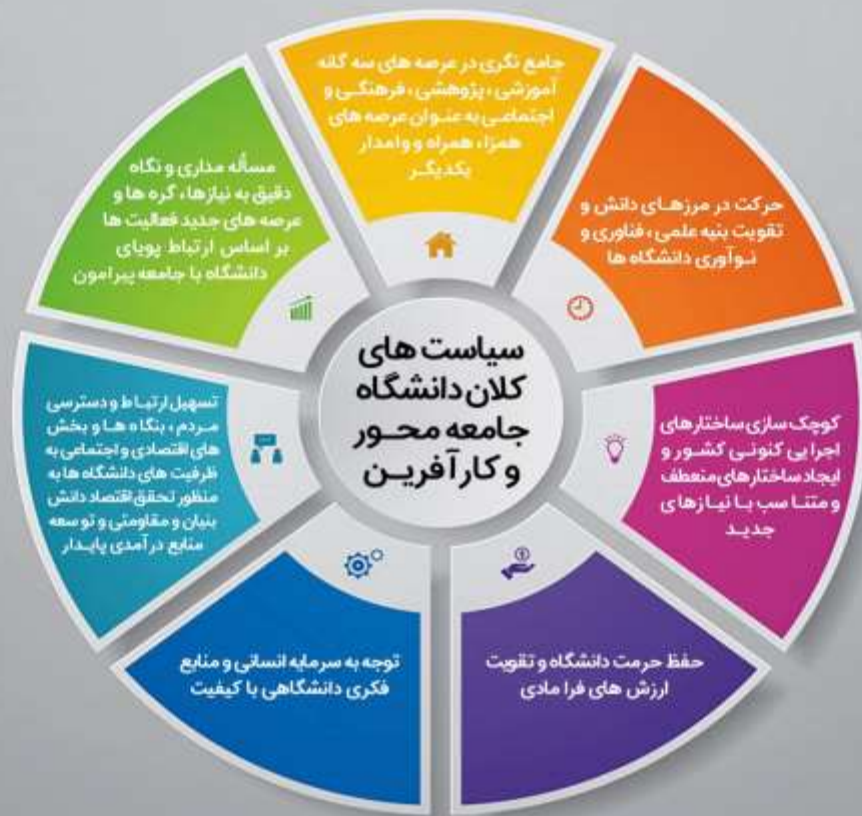 سیاست های
کلان دانشگاه
جامعه محور
و کارآفرین
جامع نگری در عرصه های سه گانه
آموزشی، پژوهشی، فرهنگی و
اجتماعی به عنوان عرصه های
همزا، همراه و وامدار
یکدیگر
حرکت در مرزهای دانش و
تقویت بنیه علمی، فناوری و
نوآوری دانشگاه ها
کوچک سازی ساختارهای
اجرایی کنونی کشور و
ایجاد ساختارهای منعطف
و متناسب با نیازهای
جدید
حفظ حرمت دانشگاه و تقویت
ارزش های فرا مادی
توجه به سرمایه انسانی و منابع
فکری دانشگاهی با کیفیت
تسهیل ارتباط و دسترسی
مردم، بنگاه ها و بخش
های اقتصادی و اجتماعی به
ظرفیت های دانشگاه ها به
منظور تحقق اقتصاد دانش
بنیان و مقاومتی و توسعه
منابع درآمدی پایدار
مسأله مداری و نگاه
دقیق به نیازها، گره ها و
عرصه های جدید فعالیت ها
بر اساس ارتباط پویای
دانشگاه با جامعه پیرامون